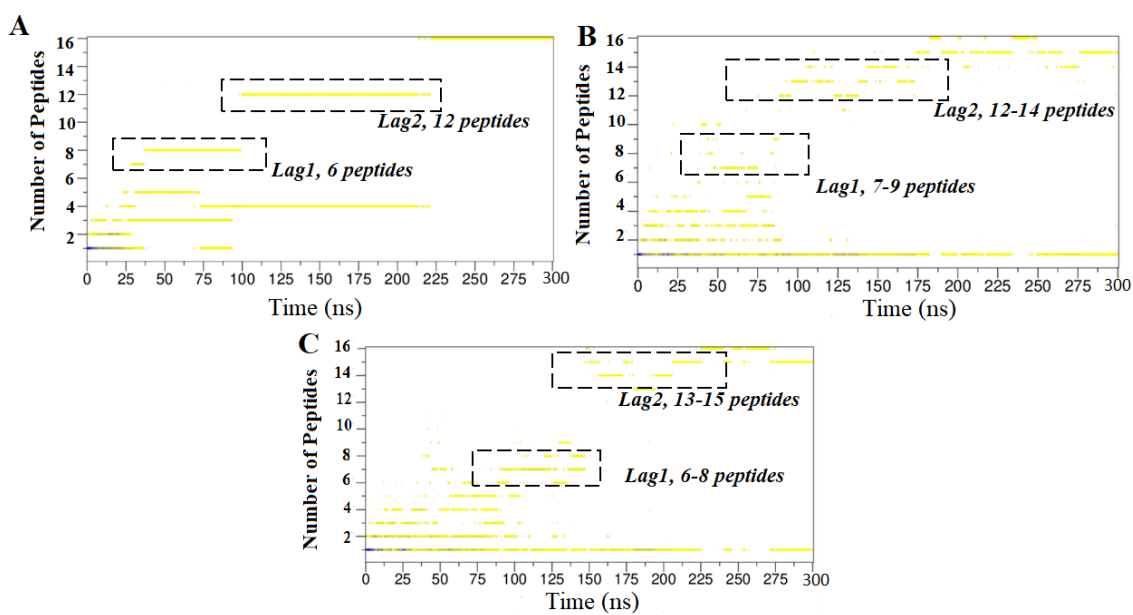 A
Number of Peptides
16
14
12
10
8
6
4
2
Lag2, 12 peptides
Lag1, 6 peptides
0 25 50 75 100 125 150 175 200 225 250 275 300
Time (ns)
B
Number of Peptides
16
14
12
10
8
6
4
2
Lag2, 12-14 peptides
Lag1, 7-9 peptides
0 25 50 75 100 125 150 175 200 225 250 275 300
Time (ns)
C
Number of Peptides
16
14
12
10
8
6
4
2
Lag2, 13-15 peptides
Lag1, 6-8 peptides
0 25 50 75 100 125 150 175 200 225 250 275 300
Time (ns)